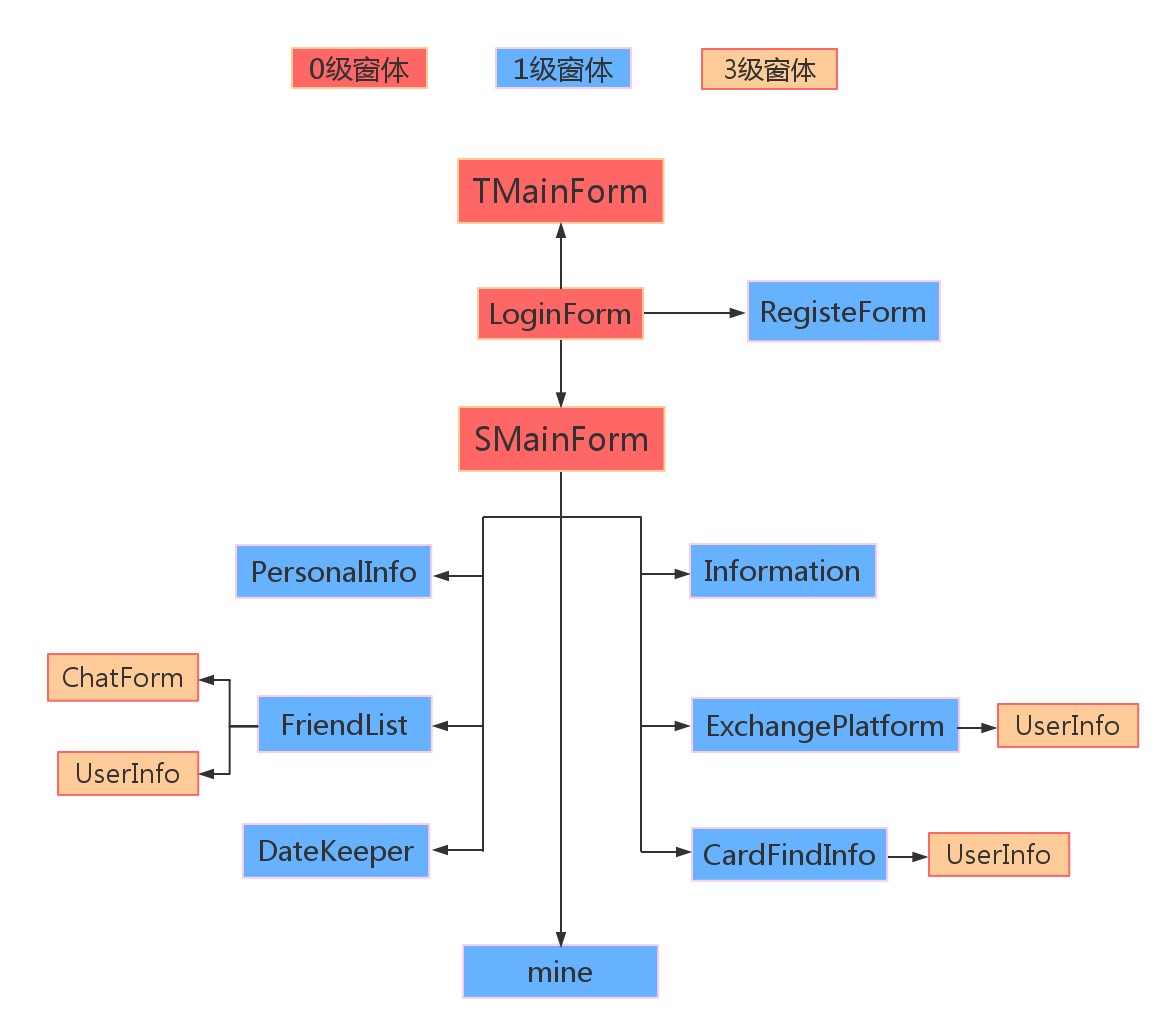 0级窗体
1级窗体
3级窗体
TMainForm
LoginForm
RegisteForm
SMainForm
PersonalInfo
Information
ChatForm
FriendList
ExchangePlatform
UserInfo
UserInfo
DateKeeper
CardFindInfo
UserInfo
mine